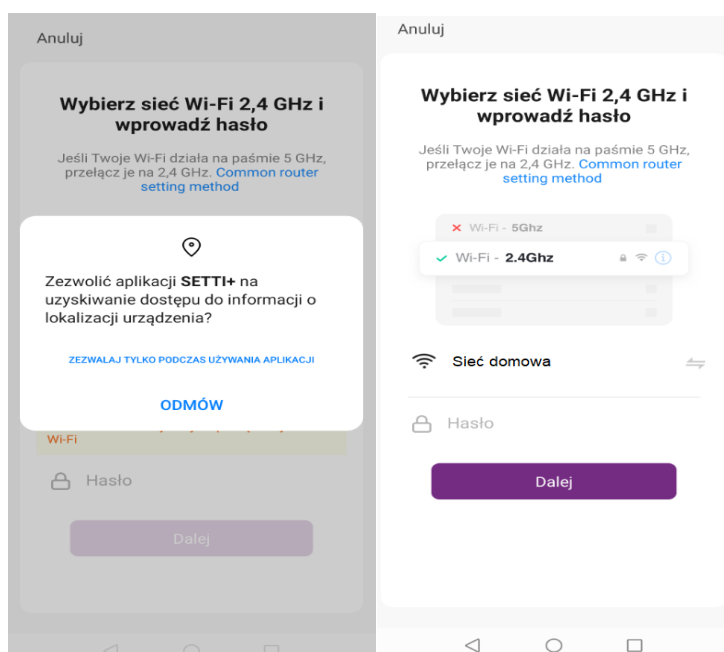 Anuluj
Wybierz sieć Wi-Fi 2,4 GHz i
wprowadź hasło
Jeśli Twoje Wi-Fi działa na paśmie 5 GHz,
przełącz je na 2,4 GHz. Common router
setting method
Zezwolić aplikacji SETTI+ na
uzyskiwanie dostępu do informacji o
lokalizacji urządzenia?
ZEZWALAJ TYLKO PODCZAS UŻYWANIA APLIKACJI
ODMÓW
Wi-Fi
Hasło
Dalej
Anuluj
Wybierz sieć Wi-Fi 2,4 GHz i
wprowadź hasło
Jeśli Twoje Wi-Fi działa na paśmie 5 GHz,
przełącz je na 2,4 GHz. Common router
setting method
Wi-Fi - 5Ghz
Wi-Fi - 2.4Ghz
Sieć domowa
Hasło
Dalej